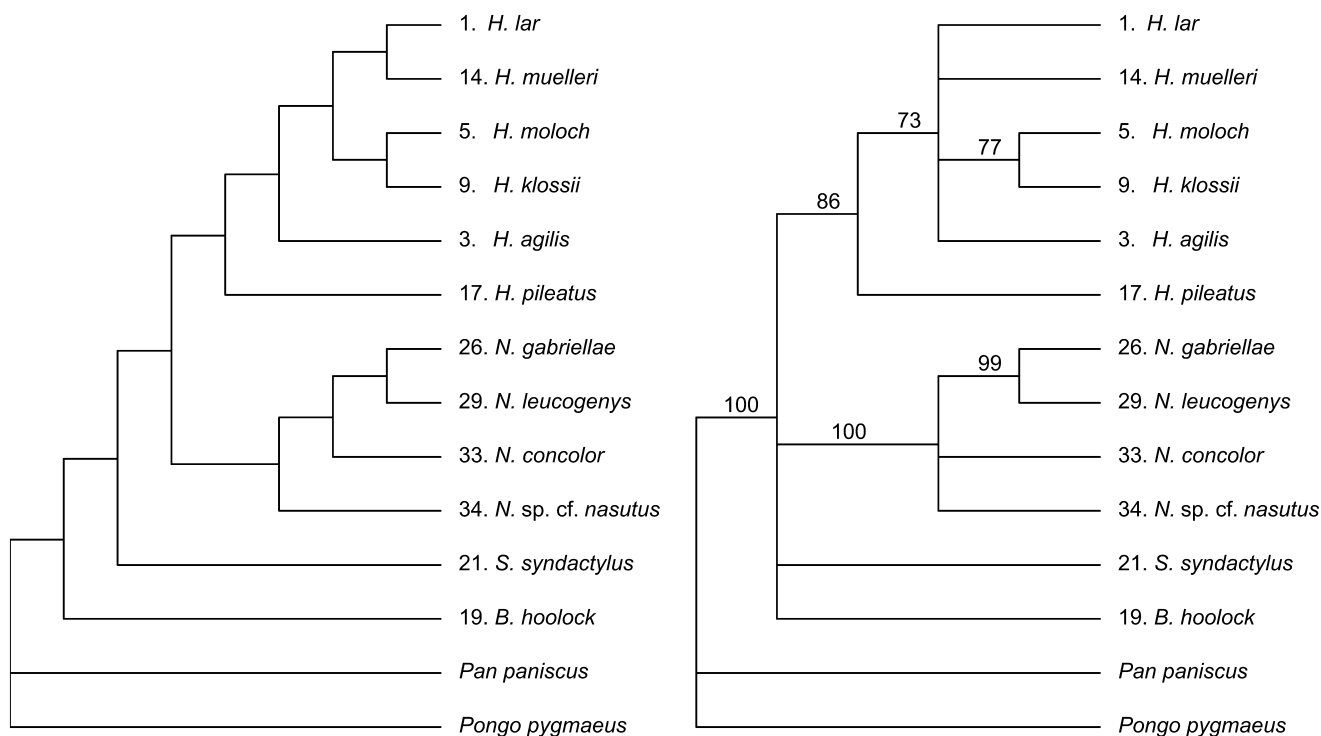 1. H. lar
14. H. muelleri
5. H. moloch
9. H. klossii
3. H. agilis
17. H. pileatus
26. N. gabriellae
29. N. leucogenys
33. N. concolor
34. N. sp. cf. nasutus
21. S. syndactylus
19. B. hoolock
Pan paniscus
Pongo pygmaeus
1. H. lar
14. H. muelleri
73
5. H. moloch
77
9. H. klossii
86
3. H. agilis
17. H. pileatus
26. N. gabriellae
99
29. N. leucogenys
100
100
33. N. concolor
34. N. sp. cf. nasutus
21. S. syndactylus
19. B. hoolock
Pan paniscus
Pongo pygmaeus